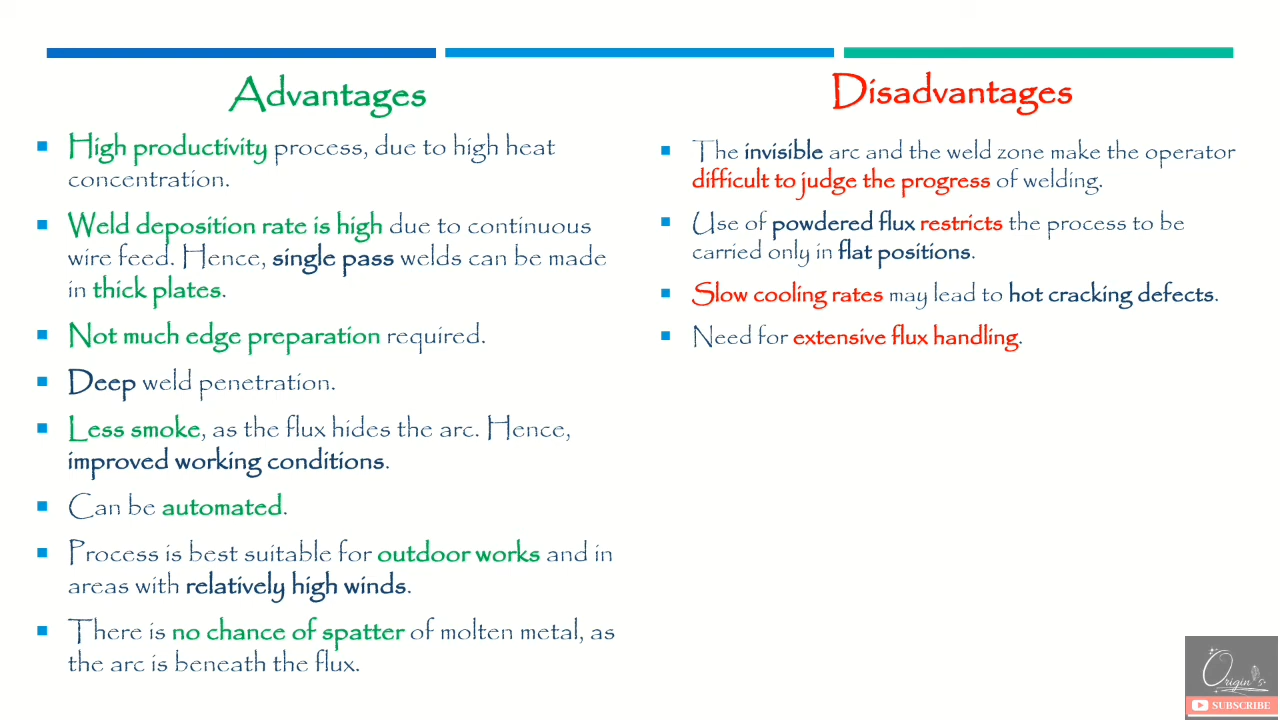 Advantages
High productivity process, due to high heat
concentration.
Weld deposition rate is high due to continuous
wire feed. Hence, single pass welds can be made
in thick plates.
Not much edge preparation required.
Deep weld penetration.
Less smoke, as the flux hides the arc. Hence,
improved working conditions.
Can be automated.
Process is best suitable for outdoor works and in
areas with relatively high winds.
There is no chance of spatter of molten metal, as
the arc is beneath the flux.
Disadvantages
The invisible arc and the weld zone make the operator
difficult to judge the progress of welding.
Use of powdered flux restricts the process to be
carried only in flat positions.
Slow cooling rates may lead to hot cracking defects.
Need for extensive flux handling.
Origin's
SUBSCRIBE